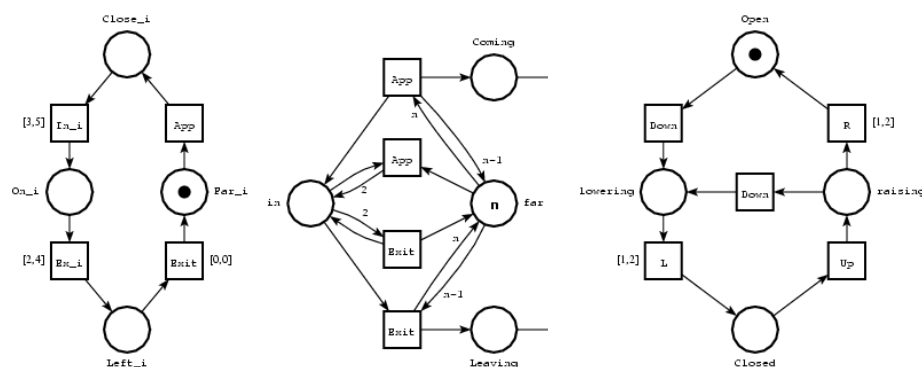 Close_i
[3,5] In_i
App
On_i
Far_i
[2,4] Ex_i
Exit [0,0]
Left_i
Coming
App
n
n-1
App
2
in
n
far
2
Exit
n
n-1
Exit
Leaving
Open
Down
R [1,2]
lowering
Down
raising
[1,2] L
Up
Closed